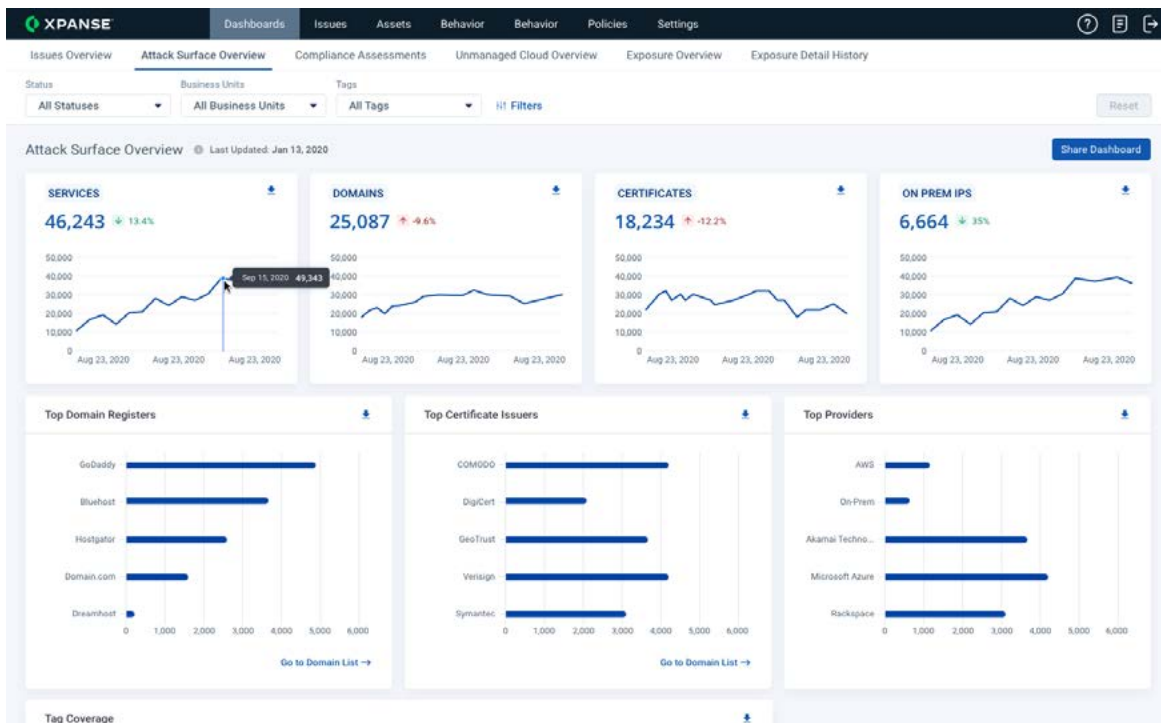 XPANSE Dashboards Issues Assets Behavior Behavior Policies Settings
Issues Overview Attack Surface Overview Compliance Assessments Unmanaged Cloud Overview Exposure Overview Exposure Detail History
Status Business Units Tags
All Statuses All Business Units All Tags Filters Reset
Attack Surface Overview Last Updated: Jan 13, 2020 Share Dashboard
SERVICES
46,243 13.4%
50,000
40,000
30,000
20,000
10,000
0
Aug 23, 2020 Aug 23, 2020 Aug 23, 2020
Sep 15, 2020 49,343
DOMAINS
25,087 -9.6%
50,000
40,000
30,000
20,000
10,000
0
Aug 23, 2020 Aug 23, 2020 Aug 23, 2020
CERTIFICATES
18,234 -12.2%
50,000
40,000
30,000
20,000
10,000
0
Aug 23, 2020 Aug 23, 2020 Aug 23, 2020
ON PREM IPS
6,664 35%
50,000
40,000
30,000
20,000
10,000
0
Aug 23, 2020 Aug 23, 2020 Aug 23, 2020
Top Domain Registers
GoDaddy
Bluehost
Hostgator
Domain.com
Dreamhost
0 1,000 2,000 3,000 4,000 5,000 6,000
Go to Domain List →
Top Certificate Issuers
COMODO
DigiCert
GeoTrust
Verisign
Symantec
0 1,000 2,000 3,000 4,000 5,000 6,000
Go to Domain List →
Top Providers
AWS
On-Prem
Akamai Techno...
Microsoft Azure
Rackspace
0 1,000 2,000 3,000 4,000 5,000 6,000
Tag Coverage